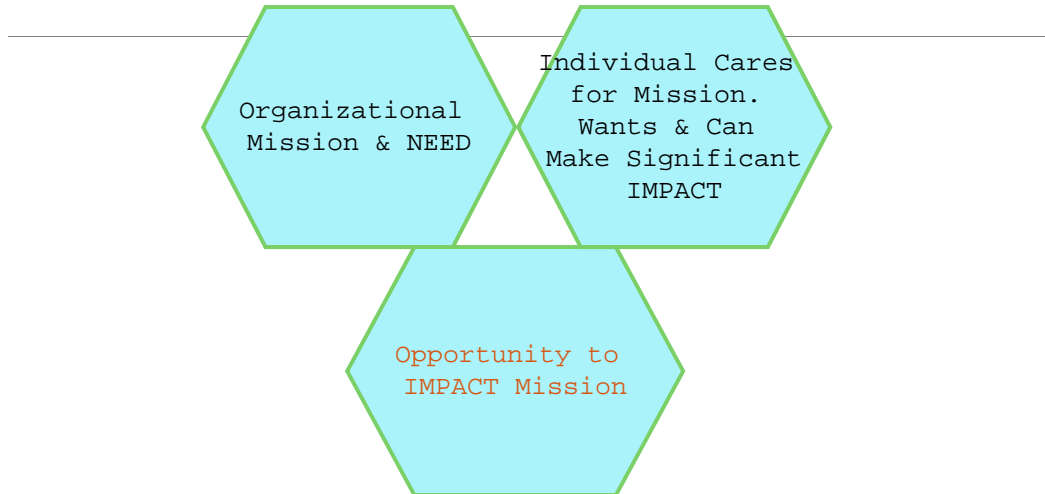 Organizational
Mission & NEED
Individual Cares
for Mission.
Wants & Can
Make Significant
IMPACT
Opportunity to
IMPACT Mission